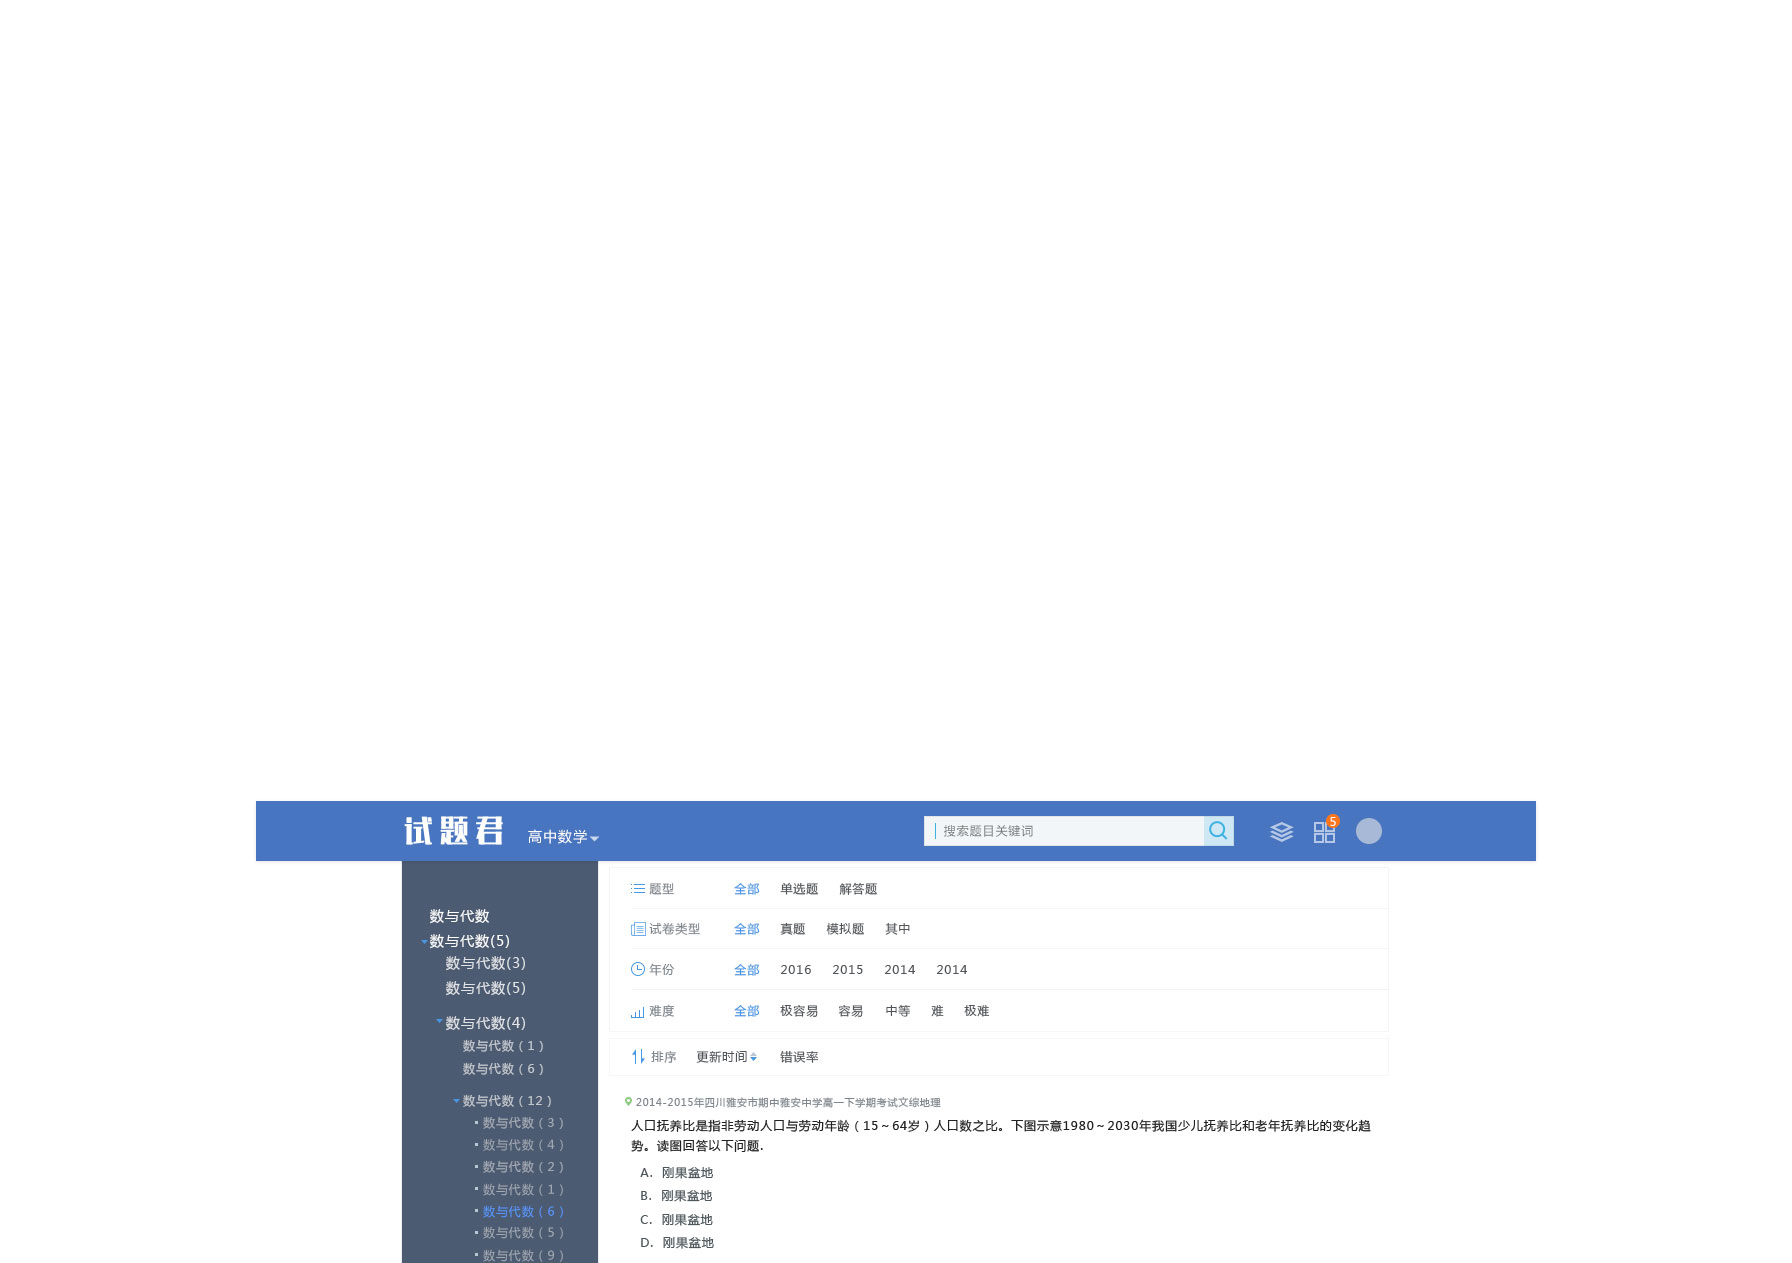 试题君
高中数学
搜索题目关键词
5
数与代数
数与代数(5)
数与代数(3)
数与代数(5)
数与代数(4)
数与代数（1）
数与代数（6）
数与代数（12）
数与代数（3）
数与代数（4）
数与代数（2）
数与代数（1）
数与代数（6）
数与代数（5）
数与代数（9）
题型 全部 单选题 解答题
试卷类型 全部 真题 模拟题 其中
年份 全部 2016 2015 2014 2014
难度 全部 极容易 容易 中等 难 极难
排序 更新时间 错误率
2014-2015年四川雅安市期中雅安中学高一下学期考试文综地理
人口抚养比是指非劳动人口与劳动年龄（15～64岁）人口数之比。下图示意1980～2030年我国少儿抚养比和老年抚养比的变化趋
势。读图回答以下问题.
A. 刚果盆地
B. 刚果盆地
C. 刚果盆地
D. 刚果盆地